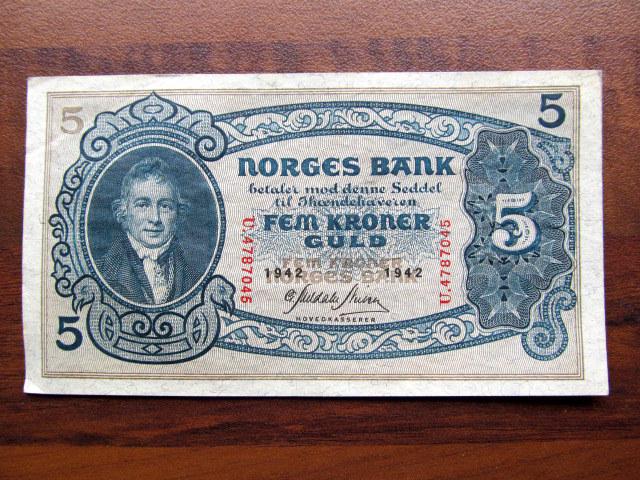 5
5
NORGES BANK
betaler mod denne Seddel
til Ihændehaveren
FEM KRONER
GULD
FEM KRONER
1942 1942
NORGES BANK
HOVEDKASSERER
U.4787045
U.4787045
5
5